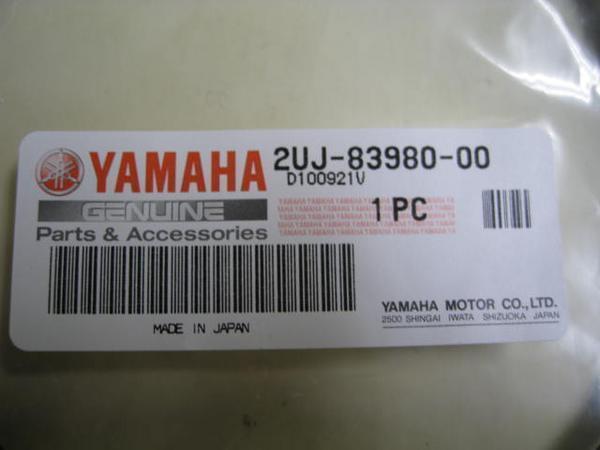 YAMAHA 2UJ-83980-00
D100921V
GENUINE
Parts & Accessories
1 PC
MADE IN JAPAN
YAMAHA MOTOR CO.,LTD.
2500 SHINGAI IWATA SHIZUOKA JAPAN